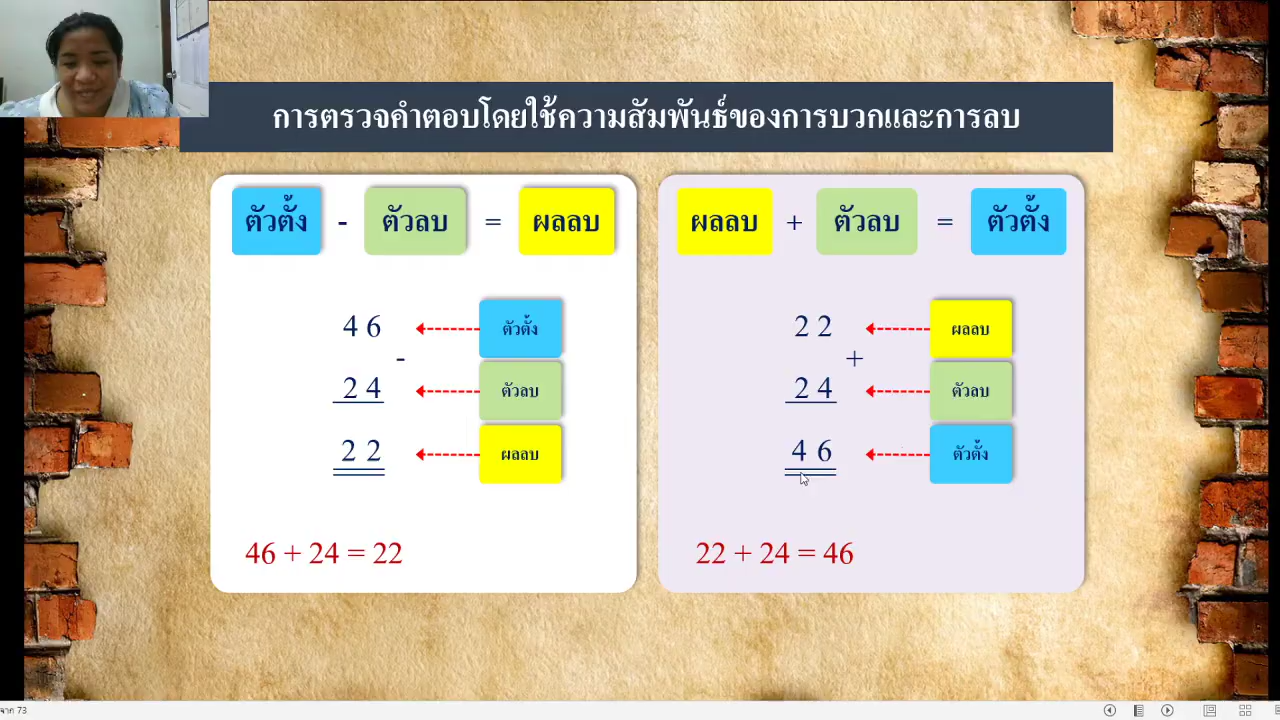 การตรวจคำตอบโดยใช้ความสัมพันธ์ของการบวกและการลบ
ตัวตั้ง - ตัวลบ = ผลลบ
4 6 ตัวตั้ง
-
2 4 ตัวลบ
2 2 ผลลบ
46 + 24 = 22
ผลลบ + ตัวลบ = ตัวตั้ง
2 2 ผลลบ
+
2 4 ตัวลบ
4 6 ตัวตั้ง
22 + 24 = 46
จาก 73